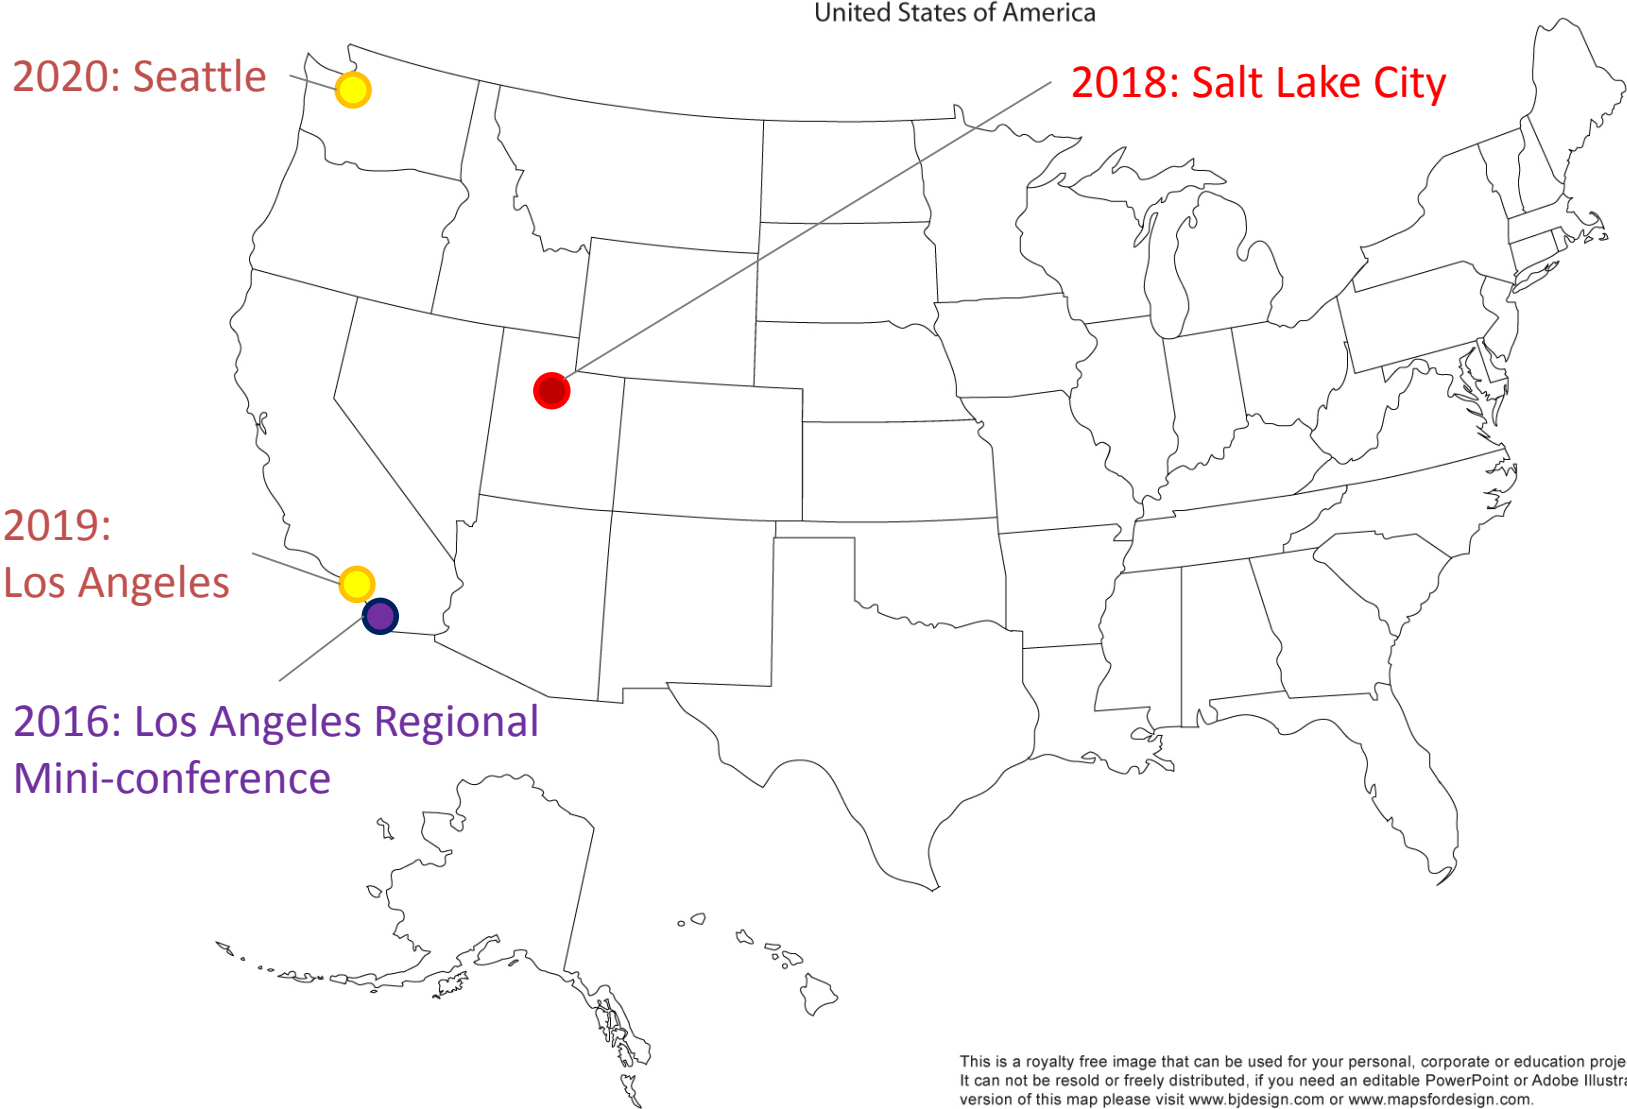 United States of America
2020: Seattle
2018: Salt Lake City
2019:
Los Angeles
2016: Los Angeles Regional
Mini-conference
This is a royalty free image that can be used for your personal, corporate or education proje
It can not be resold or freely distributed, if you need an editable PowerPoint or Adobe Illustra
version of this map please visit www.bjdesign.com or www.mapsfordesign.com.